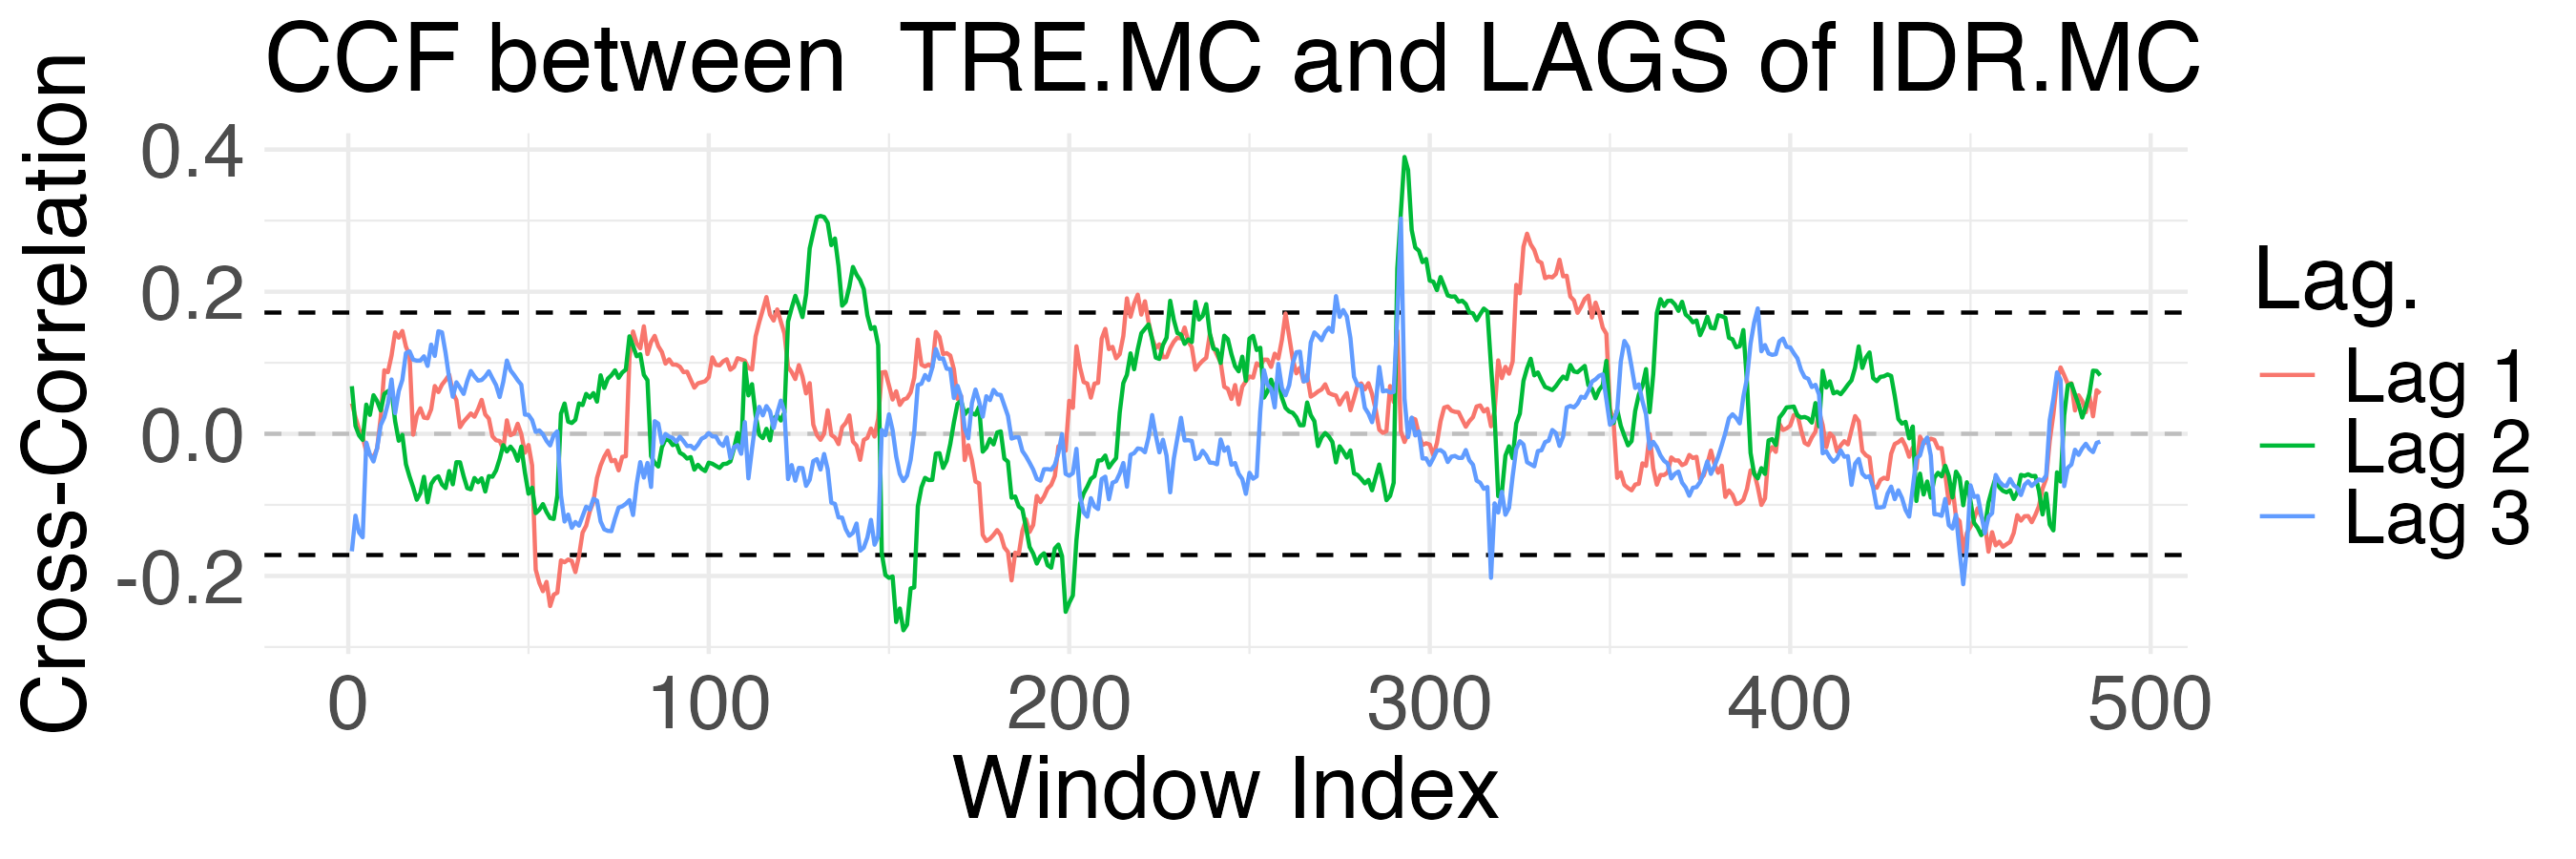 CCF between  TRE.MC and LAGS of IDR.MC
Cross-Correlation
0.4
0.2
0.0
-0.2
0 100 200 300 400 500
Window Index
Lag.
Lag 1
Lag 2
Lag 3